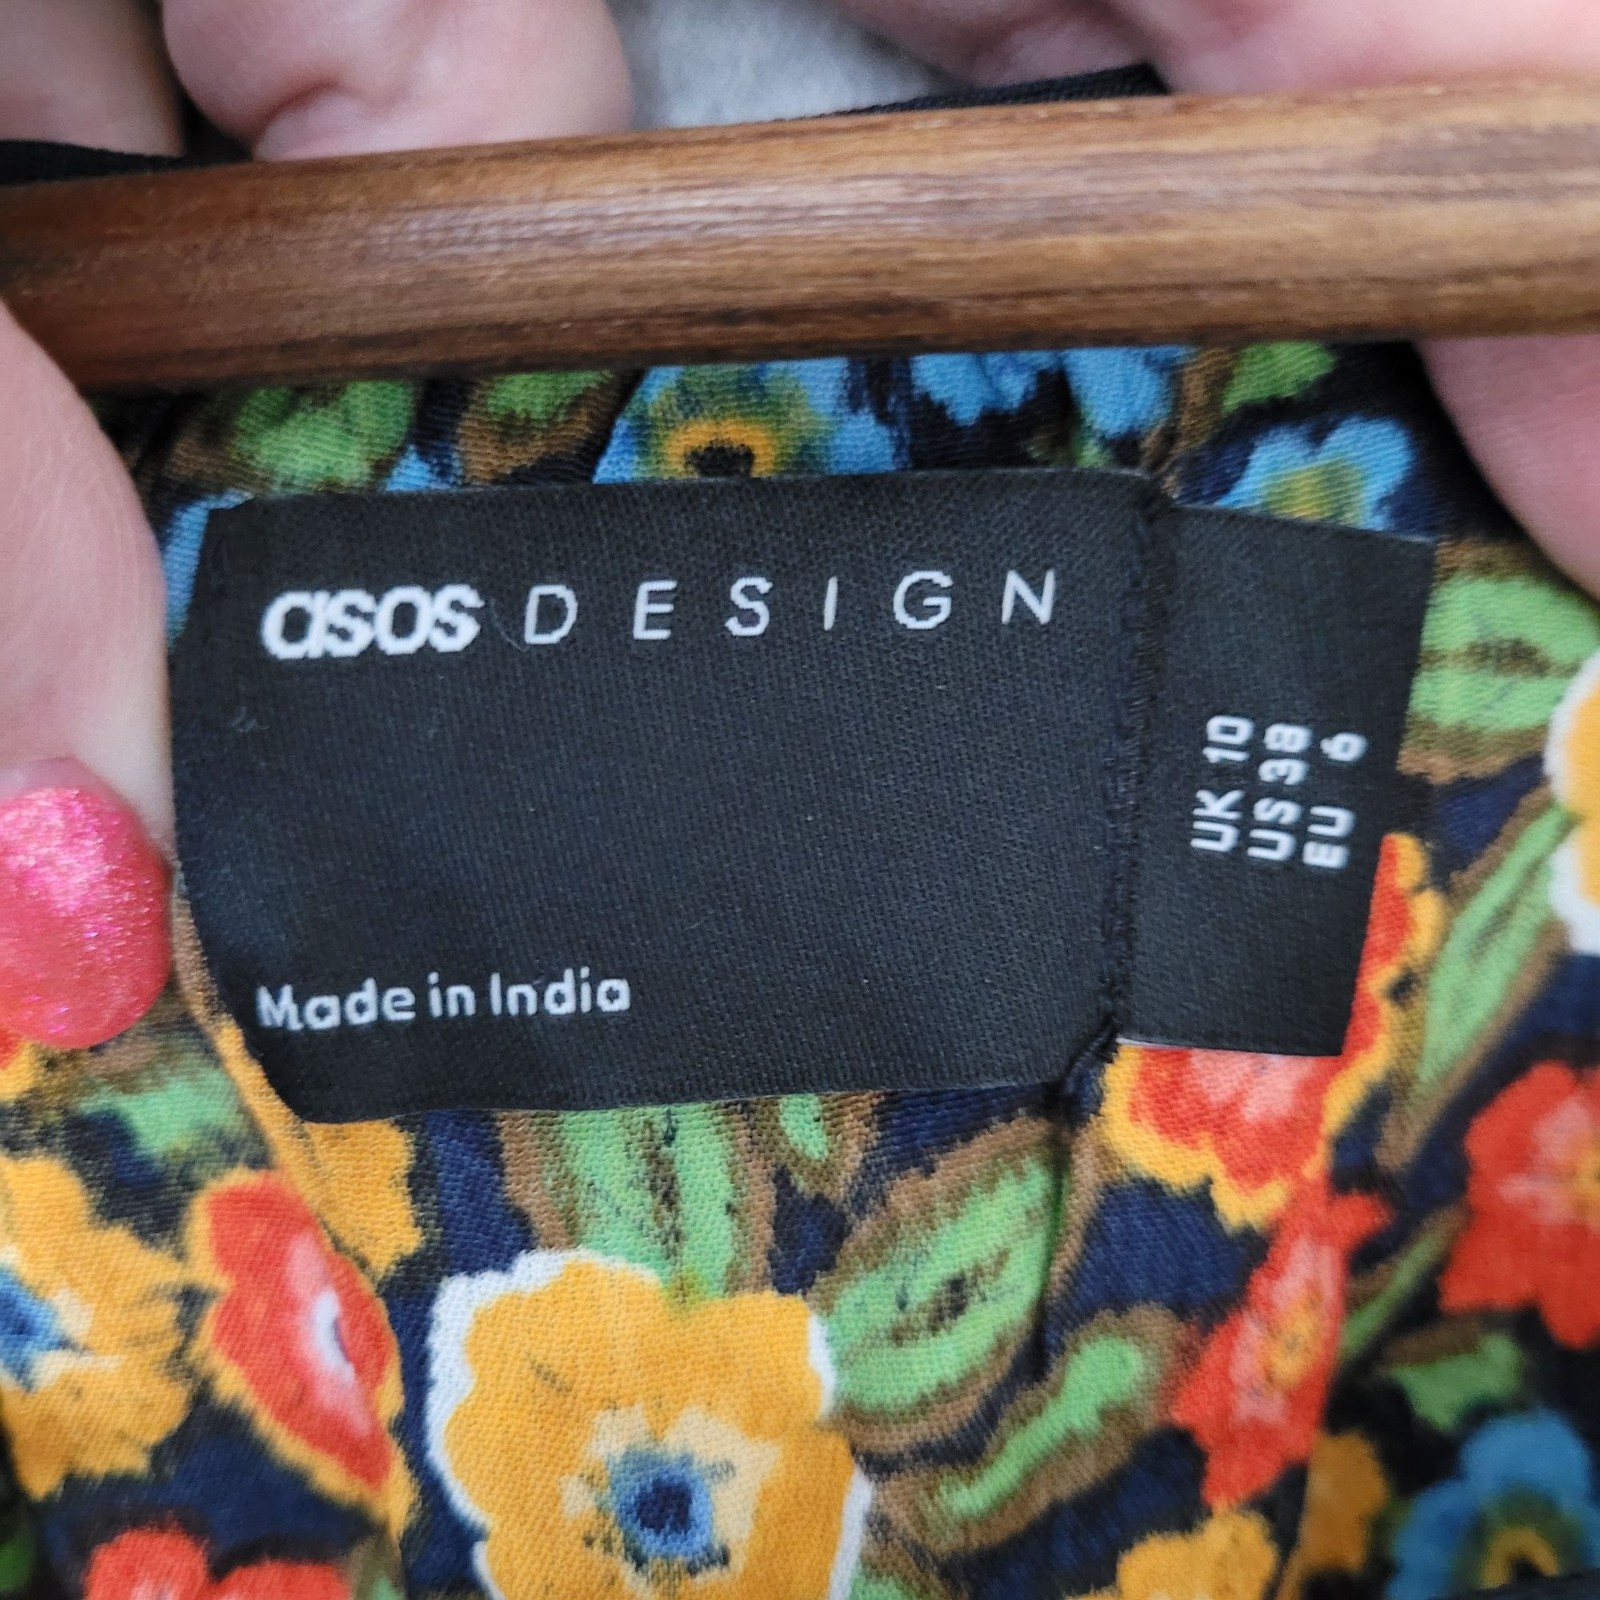 asos DESIGN
Made in India
UK 10
US 38
EU 6